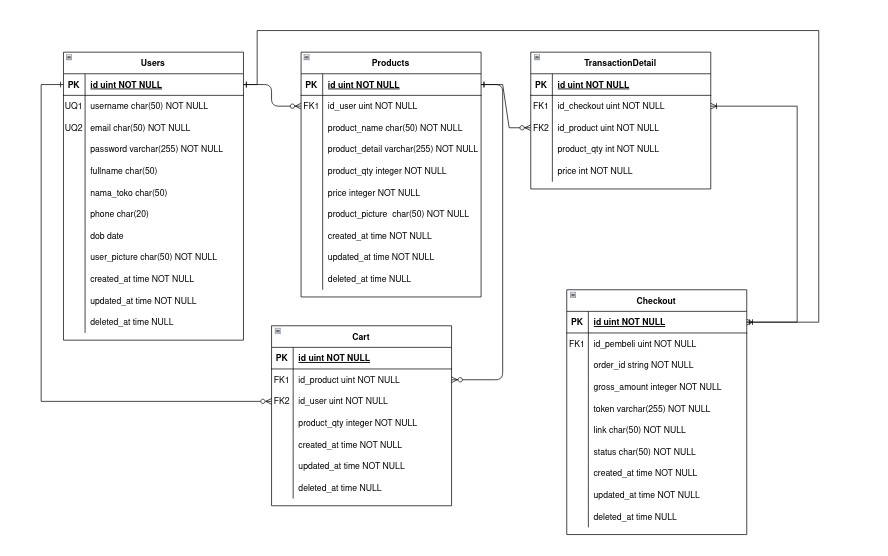 Users
PK id uint NOT NULL
UQ1 username char(50) NOT NULL
UQ2 email char(50) NOT NULL
password varchar(255) NOT NULL
fullname char(50)
nama_toko char(50)
phone char(20)
dob date
user_picture char(50) NOT NULL
created_at time NOT NULL
updated_at time NOT NULL
deleted_at time NULL
Products
PK id uint NOT NULL
FK1 id_user uint NOT NULL
product_name char(50) NOT NULL
product_detail varchar(255) NOT NULL
product_qty integer NOT NULL
price integer NOT NULL
product_picture  char(50) NOT NULL
created_at time NOT NULL
updated_at time NOT NULL
deleted_at time NULL
TransactionDetail
PK id uint NOT NULL
FK1 id_checkout uint NOT NULL
FK2 id_product uint NOT NULL
product_qty int NOT NULL
price int NOT NULL
Cart
PK id uint NOT NULL
FK1 id_product uint NOT NULL
FK2 id_user uint NOT NULL
product_qty integer NOT NULL
created_at time NOT NULL
updated_at time NOT NULL
deleted_at time NULL
Checkout
PK id uint NOT NULL
FK1 id_pembeli uint NOT NULL
order_id string NOT NULL
gross_amount integer NOT NULL
token varchar(255) NOT NULL
link char(50) NOT NULL
status char(50) NOT NULL
created_at time NOT NULL
updated_at time NOT NULL
deleted_at time NULL